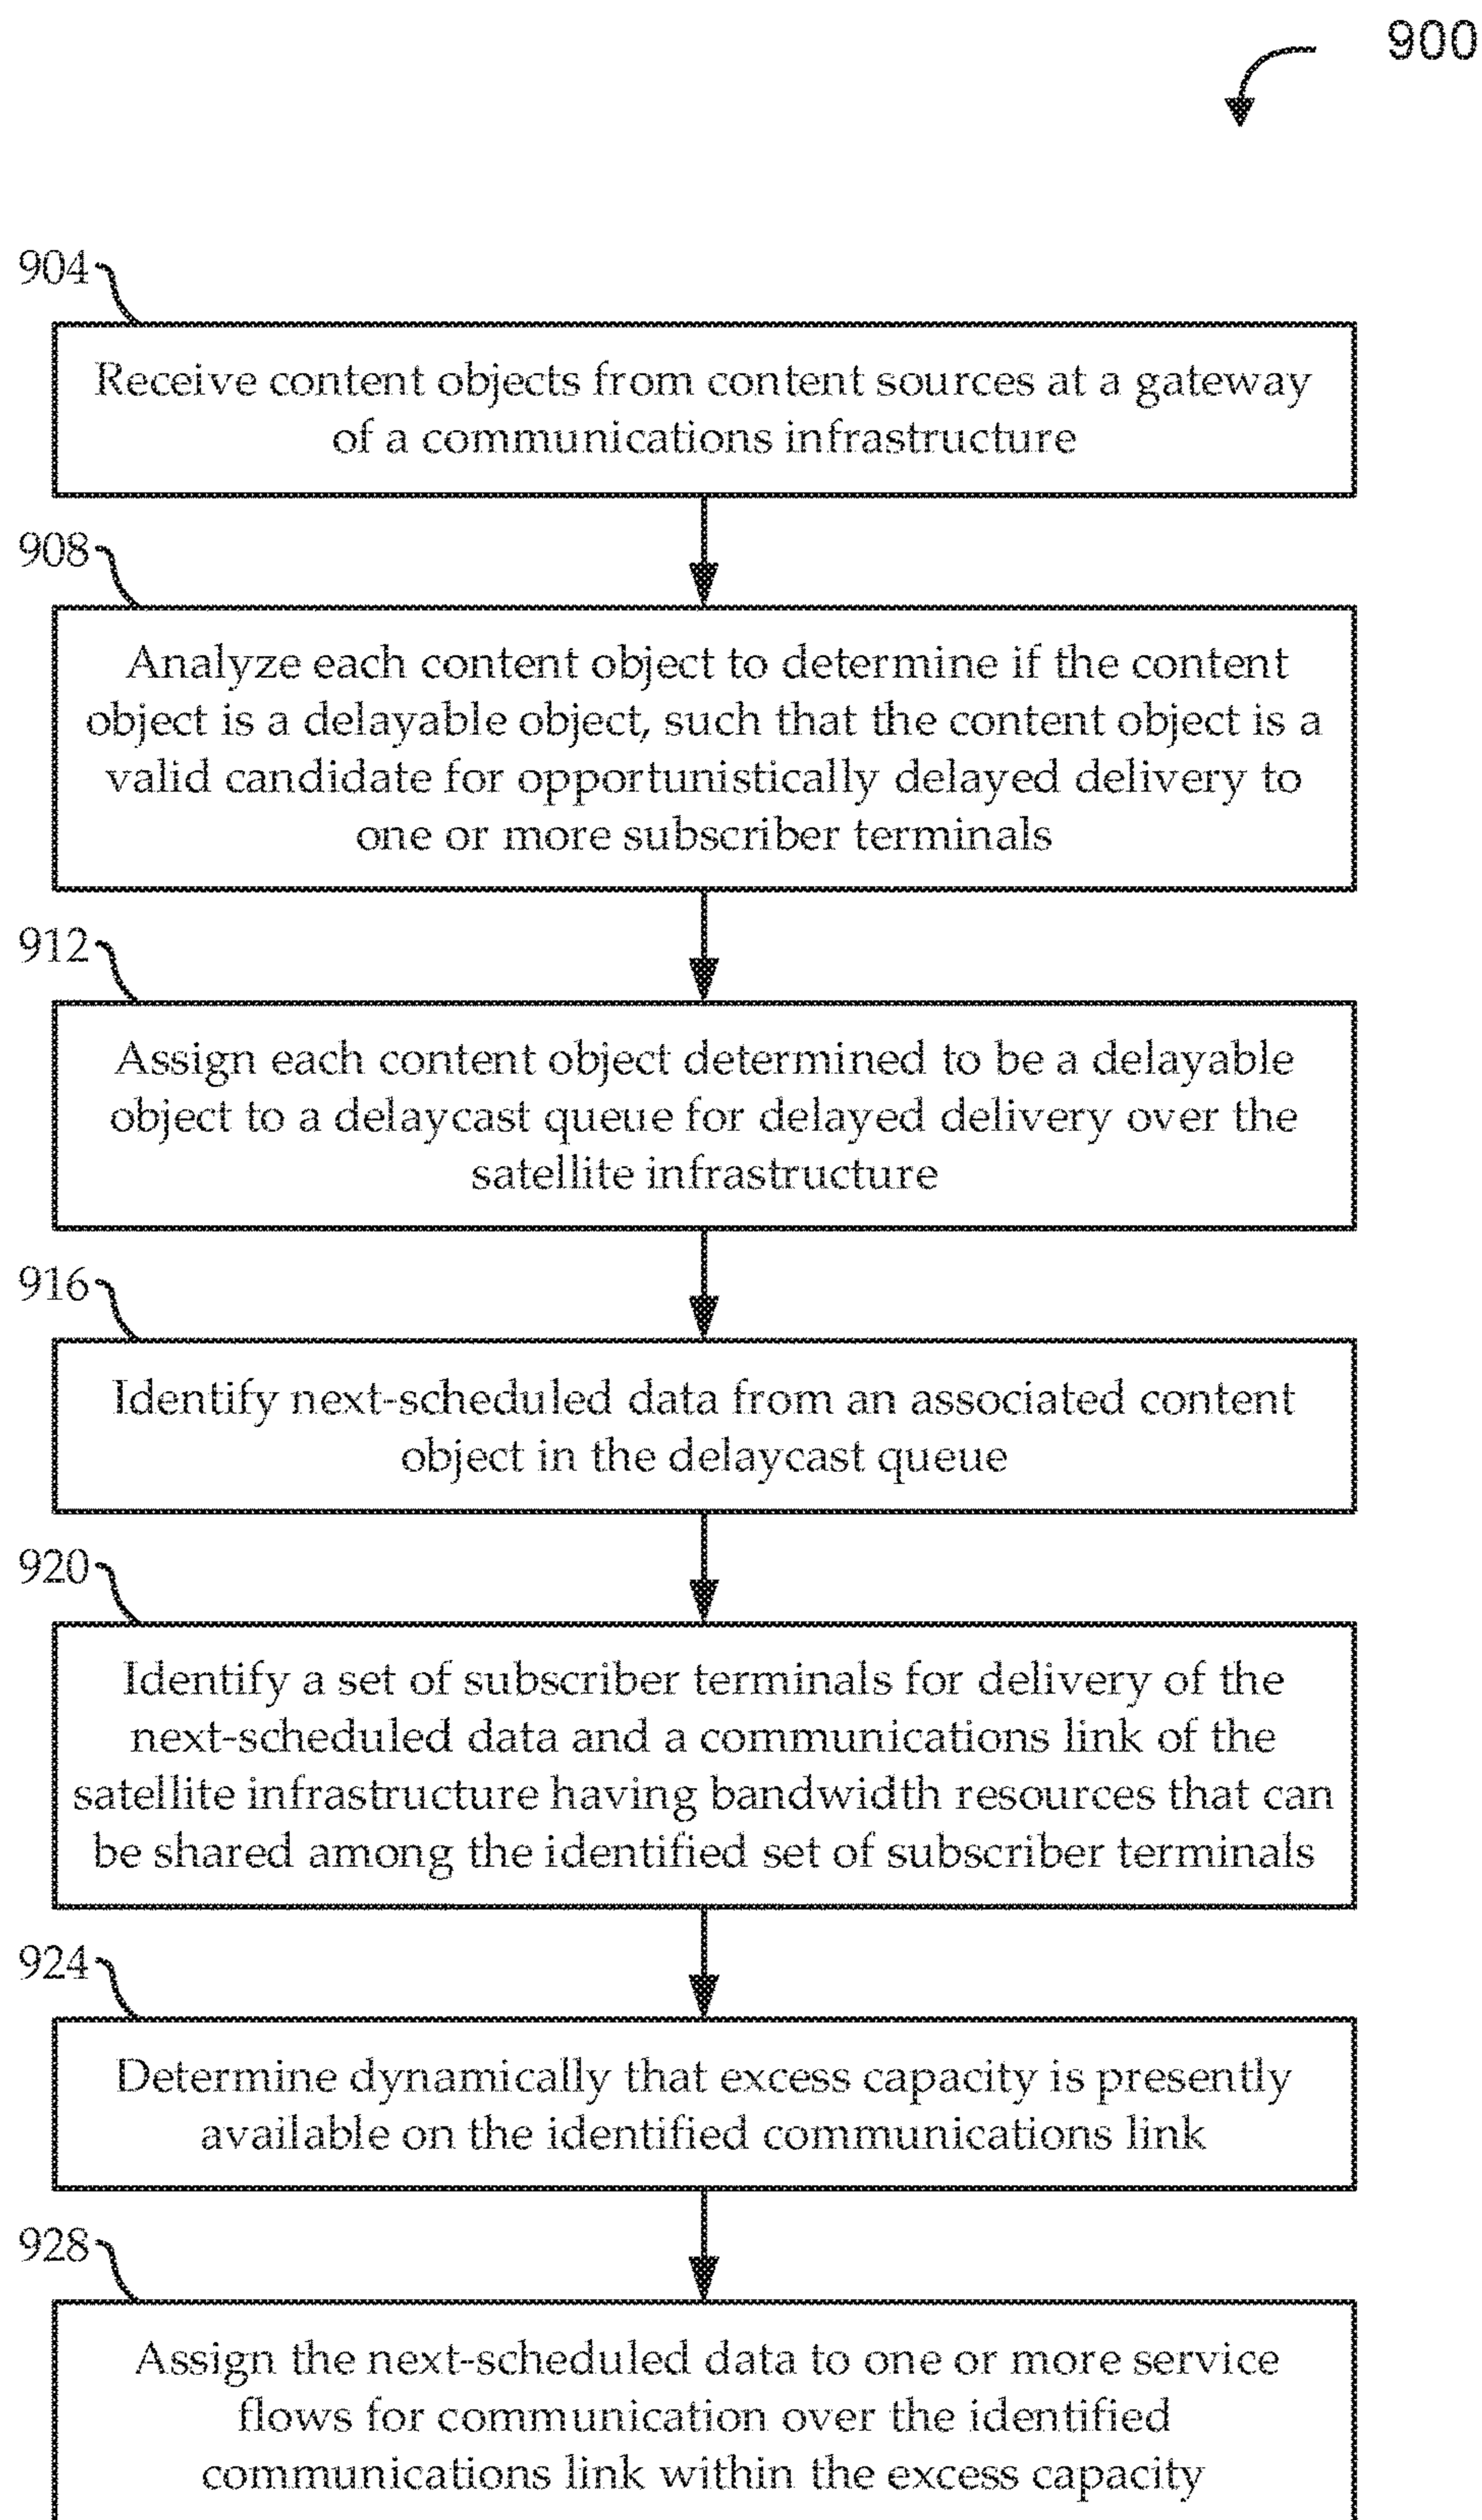 900
904
Receive content objects from content sources at a gateway
of a communications infrastructure
908
Analyze each content object to determine if the content
object is a delayable object, such that the content object is a
valid candidate for opportunistically delayed delivery to
one or more subscriber terminals
912
Assign each content object determined to be a delayable
object to a delaycast queue for delayed delivery over the
satellite infrastructure
916
Identify next-scheduled data from an associated content
object in the delaycast queue
920
Identify a set of subscriber terminals for delivery of the
next-scheduled data and a communications link of the
satellite infrastructure having bandwidth resources that can
be shared among the identified set of subscriber terminals
924
Determine dynamically that excess capacity is presently
available on the identified communications link
928
Assign the next-scheduled data to one or more service
flows for communication over the identified
communications link within the excess capacity